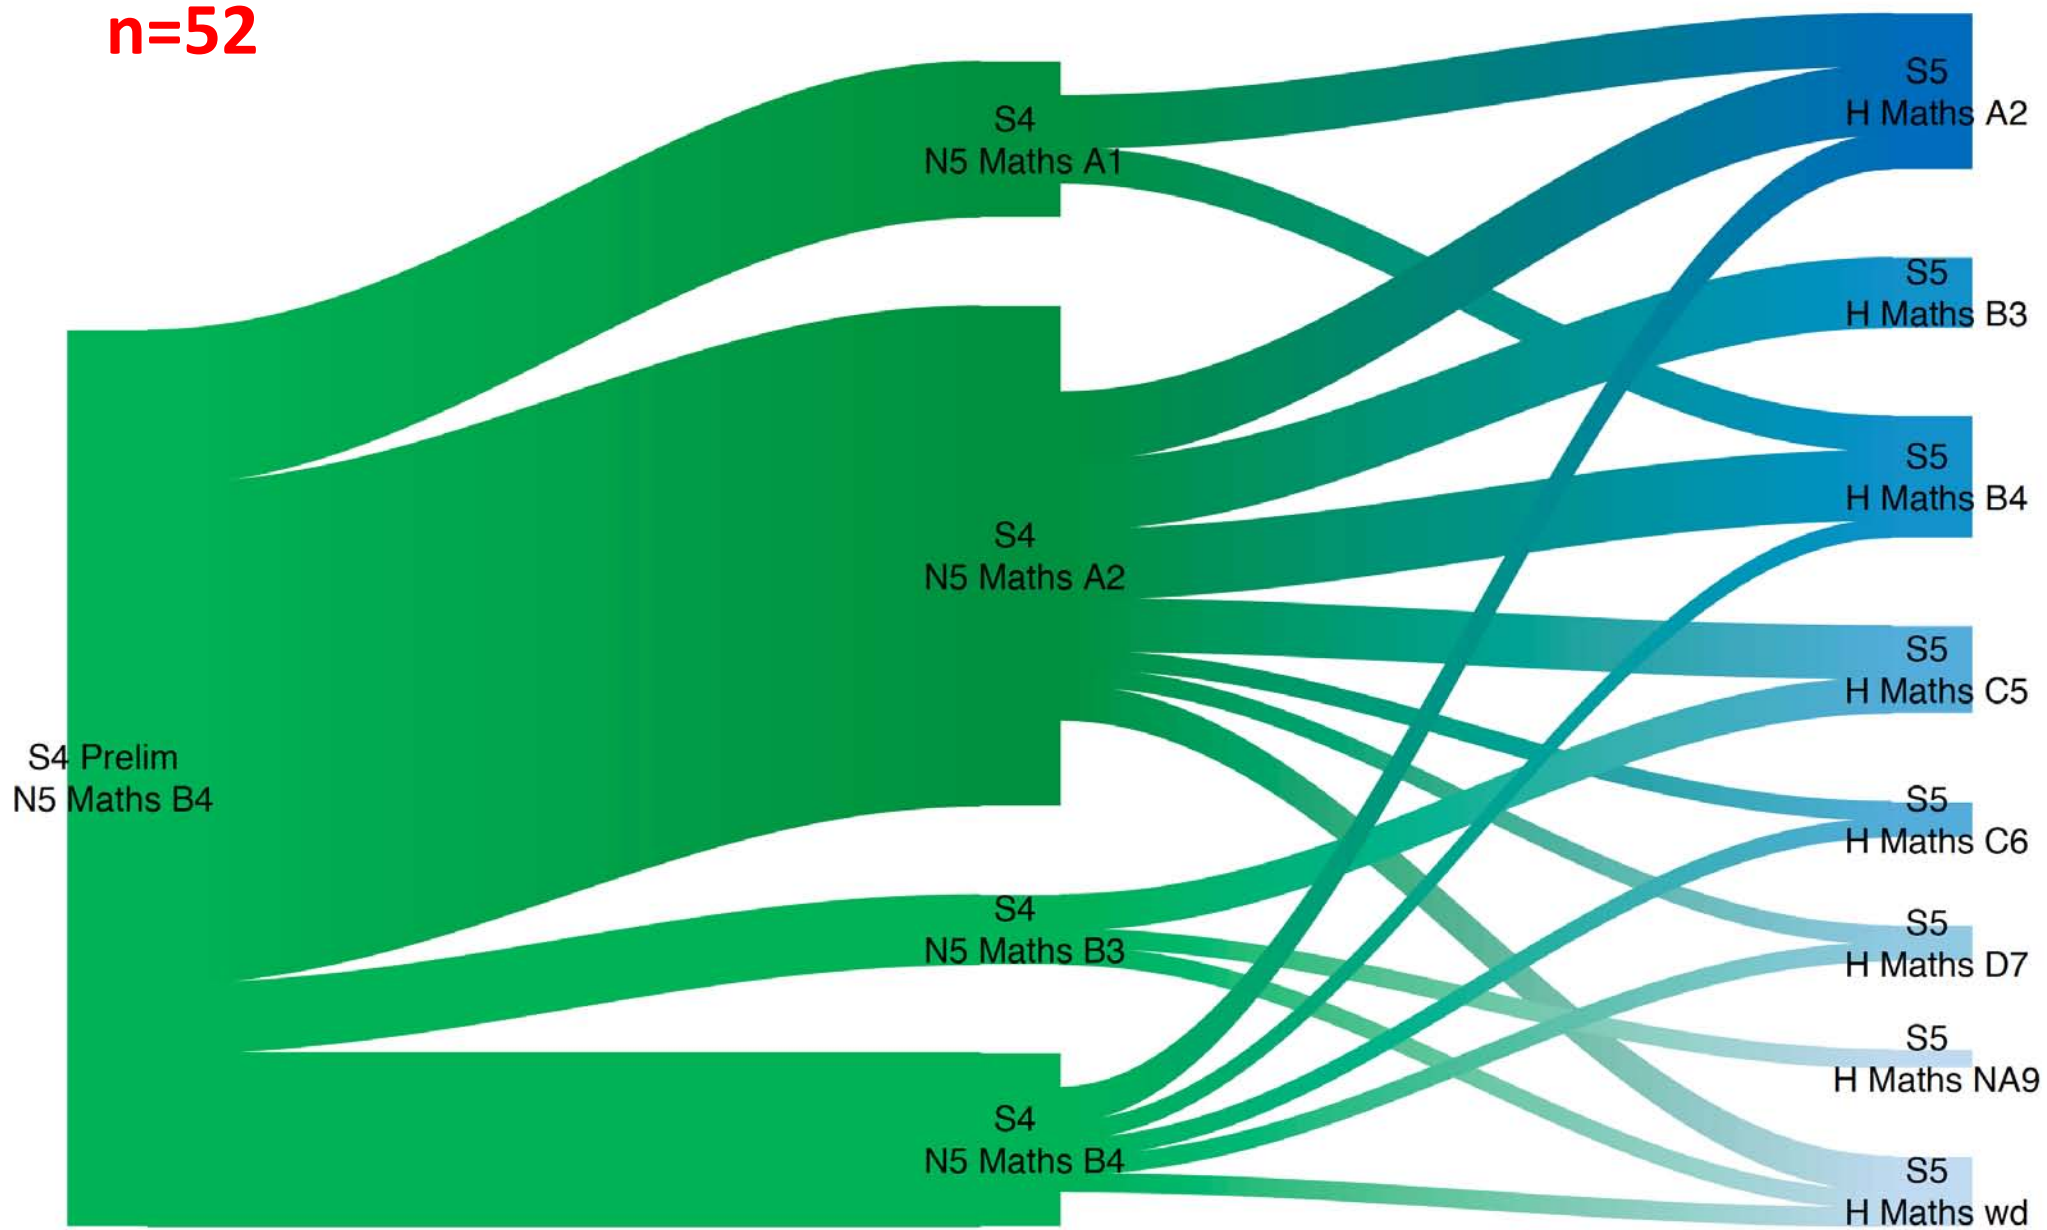 n=52
S4 Prelim
N5 Maths B4
S4
N5 Maths A1
S4
N5 Maths A2
S4
N5 Maths B3
S4
N5 Maths B4
S5
H Maths A2
S5
H Maths B3
S5
H Maths B4
S5
H Maths C5
S5
H Maths C6
S5
H Maths D7
S5
H Maths NA9
S5
H Maths wd